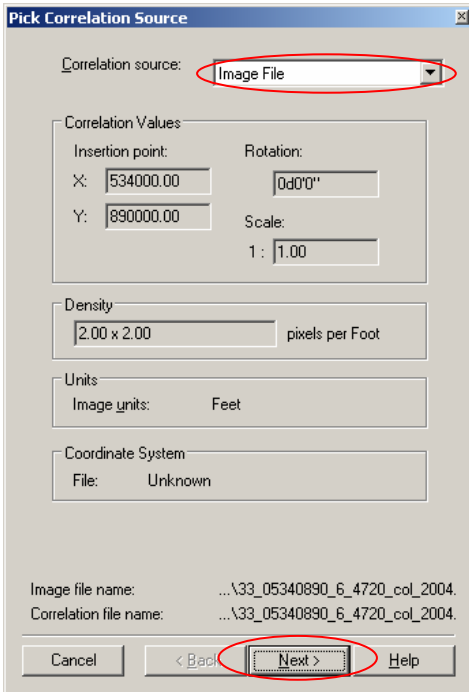 Pick Correlation Source
Correlation source: Image File
Correlation Values
Insertion point: Rotation:
X: 534000.00 0d0'0"
Y: 890000.00 Scale:
1 : 1.00
Density
2.00 x 2.00 pixels per Foot
Units
Image units: Feet
Coordinate System
File: Unknown
Image file name: ...\33_05340890_6_4720_col_2004.
Correlation file name: ...\33_05340890_6_4720_col_2004.
Cancel < Back Next > Help